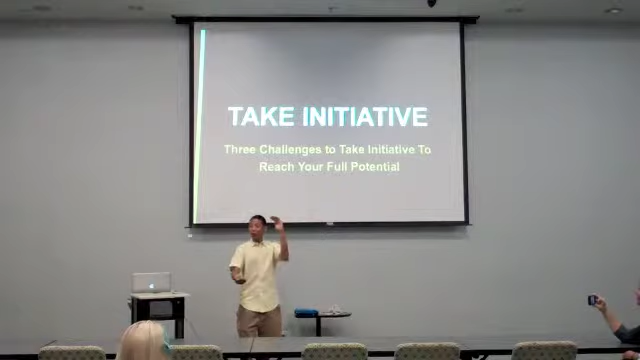 TAKE INITIATIVE
Three Challenges to Take Initiative To
Reach Your Full Potential